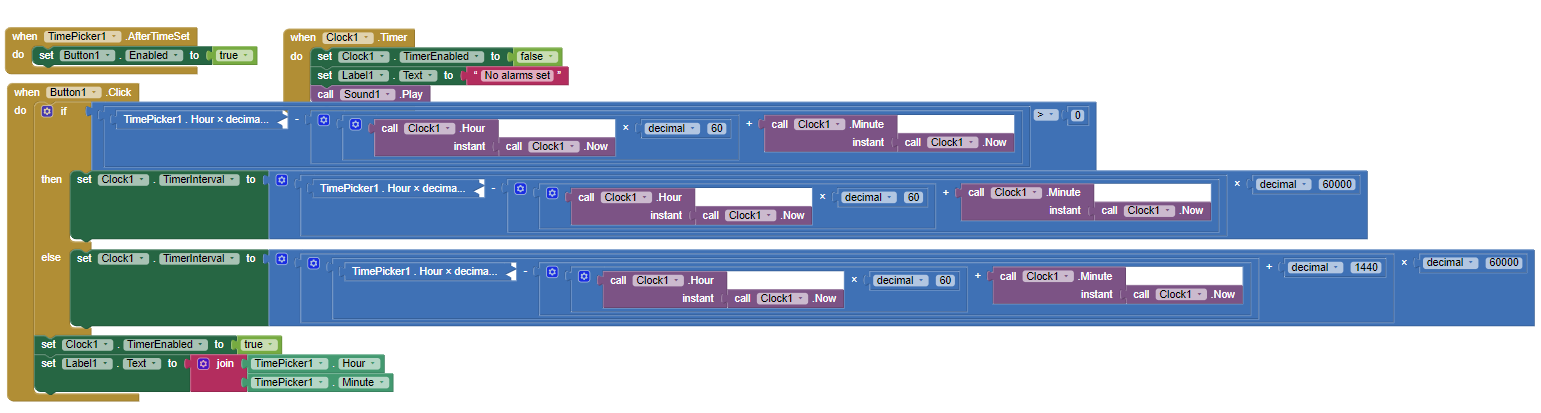 when TimePicker1 .AfterTimeSet
do set Button1 . Enabled to true
when Clock1 .Timer
do set Clock1 . TimerEnabled to false
set Label1 . Text to “ No alarms set ”
call Sound1 .Play
when Button1 .Click
do if TimePicker1 . Hour × decima... - call Clock1 .Hour × decimal 60 + call Clock1 .Minute > 0
instant call Clock1 .Now instant call Clock1 .Now
then set Clock1 . TimerInterval to TimePicker1 . Hour × decima... - call Clock1 .Hour × decimal 60 + call Clock1 .Minute × decimal 60000
instant call Clock1 .Now instant call Clock1 .Now
else set Clock1 . TimerInterval to TimePicker1 . Hour × decima... - call Clock1 .Hour × decimal 60 + call Clock1 .Minute + decimal 1440 × decimal 60000
instant call Clock1 .Now instant call Clock1 .Now
set Clock1 . TimerEnabled to true
set Label1 . Text to join TimePicker1 . Hour
TimePicker1 . Minute